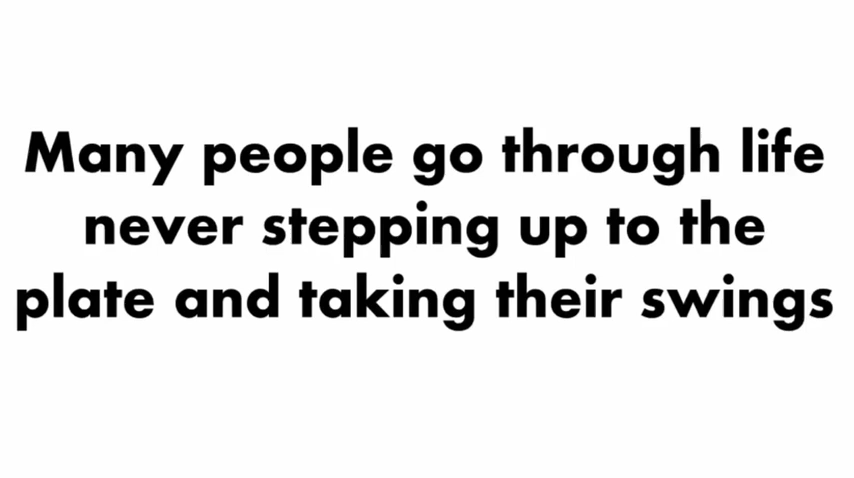 Many people go through life
never stepping up to the
plate and taking their swings